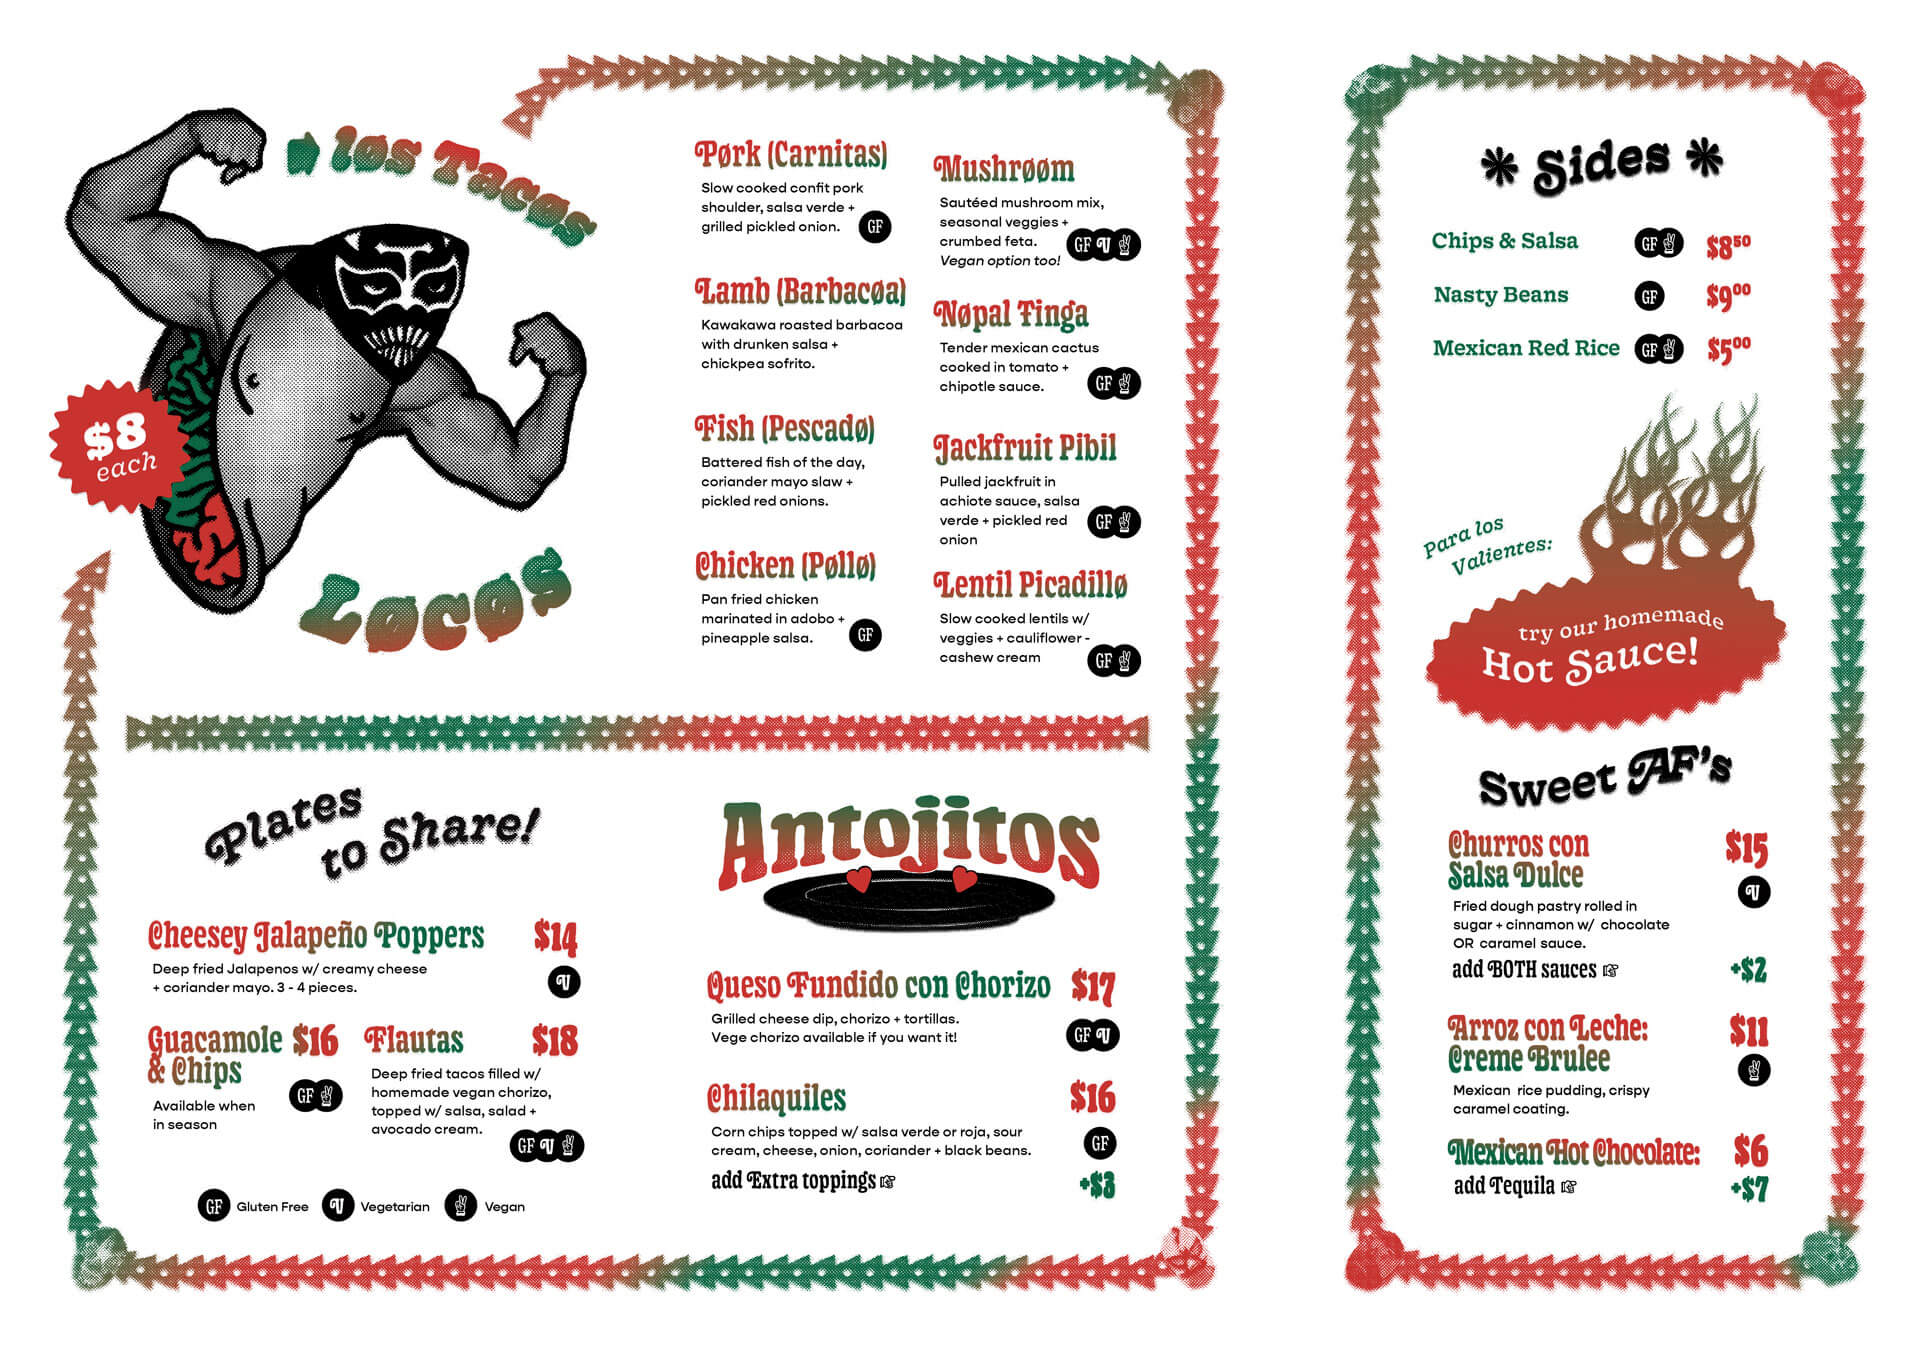 løs Tacøs
Løcøs
$8
each
Pørk (Carnitas)
Slow cooked confit pork
shoulder, salsa verde +
grilled pickled onion.
GF
Lamb (Barbacøa)
Kawakawa roasted barbacoa
with drunken salsa +
chickpea sofrito.
Fish (Pescadø)
Battered fish of the day,
coriander mayo slaw +
pickled red onions.
Chicken (Pøllø)
Pan fried chicken
marinated in adobo +
pineapple salsa.
GF
Mushrøøm
Sautéed mushroom mix,
seasonal veggies +
crumbed feta.
Vegan option too!
GF V
Nøpal Tinga
Tender mexican cactus
cooked in tomato +
chipotle sauce.
GF
Jackfruit Pibil
Pulled jackfruit in
achiote sauce, salsa
verde + pickled red
onion
GF
Lentil Picadillø
Slow cooked lentils w/
veggies + cauliflower -
cashew cream
GF
Plates
to Share!
Cheesey Jalapeño Poppers $14
Deep fried Jalapenos w/ creamy cheese
+ coriander mayo. 3 - 4 pieces.
V
Guacamole $16
& Chips
GF
Available when
in season
Flautas $18
Deep fried tacos filled w/
homemade vegan chorizo,
topped w/ salsa, salad +
avocado cream.
GF V
GF Gluten Free V Vegetarian Vegan
Antojitos
Queso Fundido con Chorizo $17
Grilled cheese dip, chorizo + tortillas.
Vege chorizo available if you want it!
GF V
Chilaquiles $16
Corn chips topped w/ salsa verde or roja, sour
cream, cheese, onion, coriander + black beans.
GF
add Extra toppings +$3
* Sides *
Chips & Salsa GF $8⁵⁰
Nasty Beans GF $9⁰⁰
Mexican Red Rice GF $5⁰⁰
Para los
Valientes:
try our homemade
Hot Sauce!
Sweet AF's
Churros con $15
Salsa Dulce
V
Fried dough pastry rolled in
sugar + cinnamon w/ chocolate
OR caramel sauce.
add BOTH sauces +$2
Arroz con Leche: $11
Creme Brulee
Mexican rice pudding, crispy
caramel coating.
Mexican Hot Chocolate: $6
add Tequila +$7